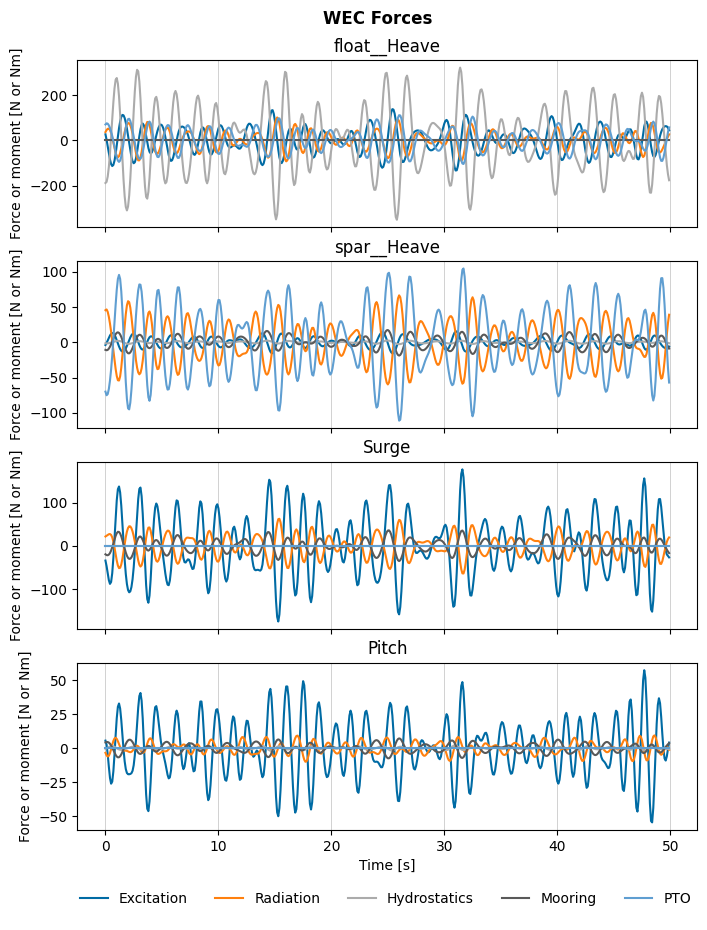 WEC Forces
float__Heave
Force or moment [N or Nm]
200
0
−200
spar__Heave
Force or moment [N or Nm]
100
50
0
−50
−100
Surge
Force or moment [N or Nm]
100
0
−100
Pitch
Force or moment [N or Nm]
50
25
0
−25
−50
0 10 20 30 40 50
Time [s]
Excitation Radiation Hydrostatics Mooring PTO